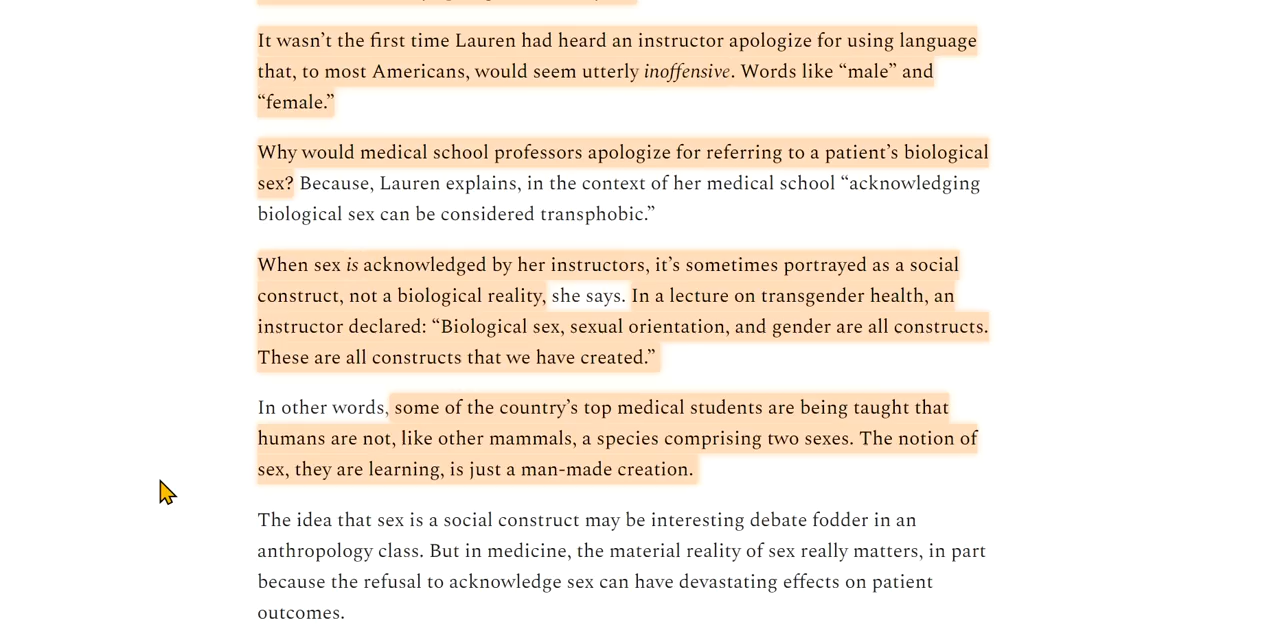 It wasn’t the first time Lauren had heard an instructor apologize for using language
that, to most Americans, would seem utterly inoffensive. Words like “male” and
“female.”
Why would medical school professors apologize for referring to a patient’s biological
sex? Because, Lauren explains, in the context of her medical school “acknowledging
biological sex can be considered transphobic.”
When sex is acknowledged by her instructors, it’s sometimes portrayed as a social
construct, not a biological reality, she says. In a lecture on transgender health, an
instructor declared: “Biological sex, sexual orientation, and gender are all constructs.
These are all constructs that we have created.”
In other words, some of the country’s top medical students are being taught that
humans are not, like other mammals, a species comprising two sexes. The notion of
sex, they are learning, is just a man-made creation.
The idea that sex is a social construct may be interesting debate fodder in an
anthropology class. But in medicine, the material reality of sex really matters, in part
because the refusal to acknowledge sex can have devastating effects on patient
outcomes.